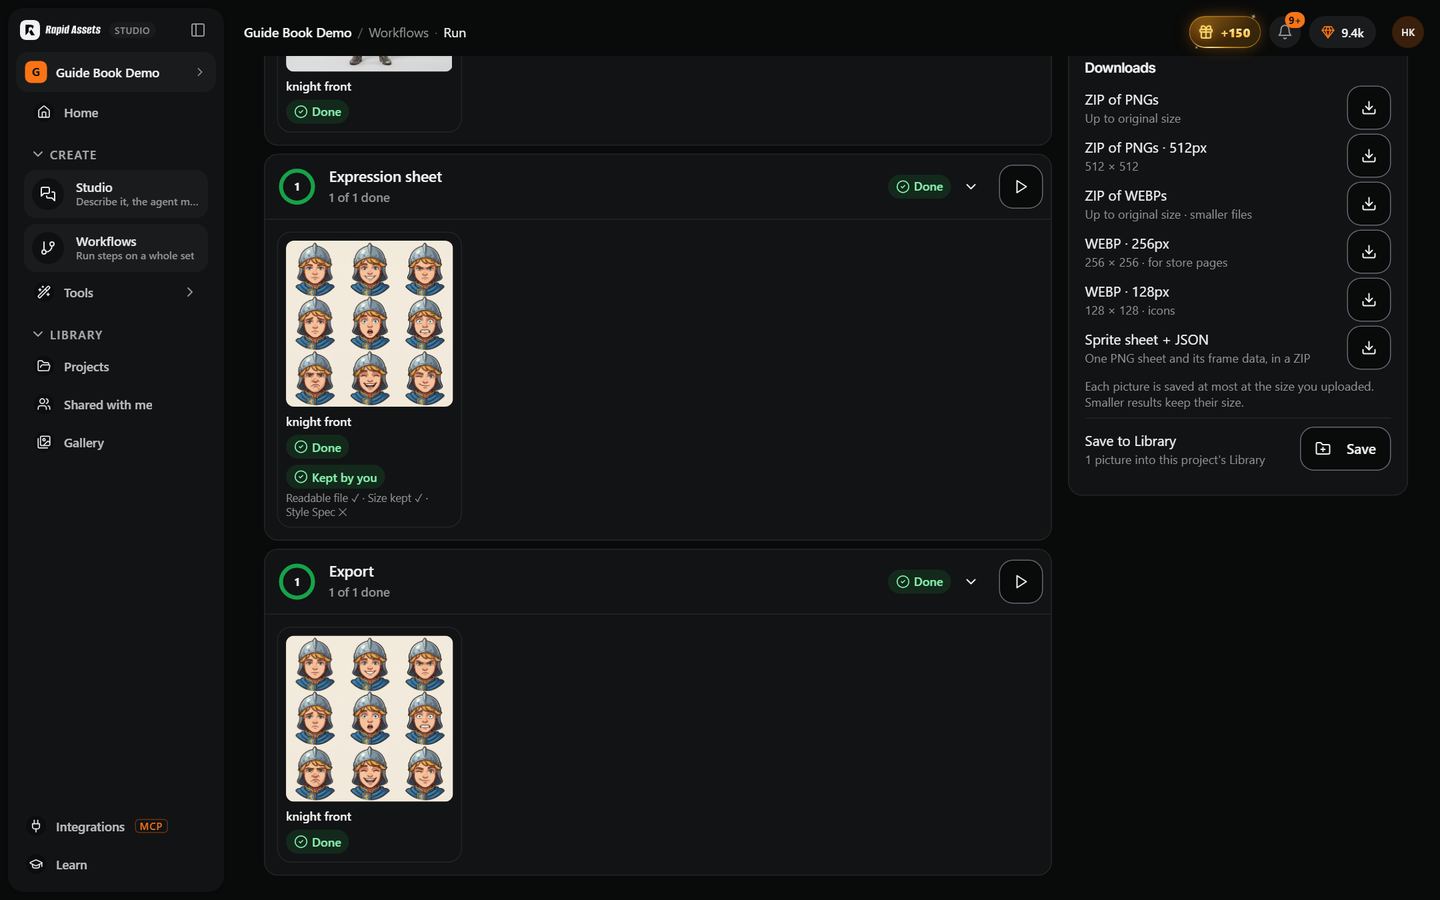 Rapid Assets STUDIO
G Guide Book Demo
Home
CREATE
Studio
Describe it, the agent m...
Workflows
Run steps on a whole set
Tools
LIBRARY
Projects
Shared with me
Gallery
Integrations MCP
Learn
Guide Book Demo / Workflows · Run
+150
9+
9.4k
HK
knight front
Done
1
Expression sheet
1 of 1 done
Done
knight front
Done
Kept by you
Readable file ✓ · Size kept ✓ ·
Style Spec ✕
1
Export
1 of 1 done
Done
knight front
Done
Downloads
ZIP of PNGs
Up to original size
ZIP of PNGs · 512px
512 × 512
ZIP of WEBPs
Up to original size · smaller files
WEBP · 256px
256 × 256 · for store pages
WEBP · 128px
128 × 128 · icons
Sprite sheet + JSON
One PNG sheet and its frame data, in a ZIP
Each picture is saved at most at the size you uploaded.
Smaller results keep their size.
Save to Library
1 picture into this project's Library
Save